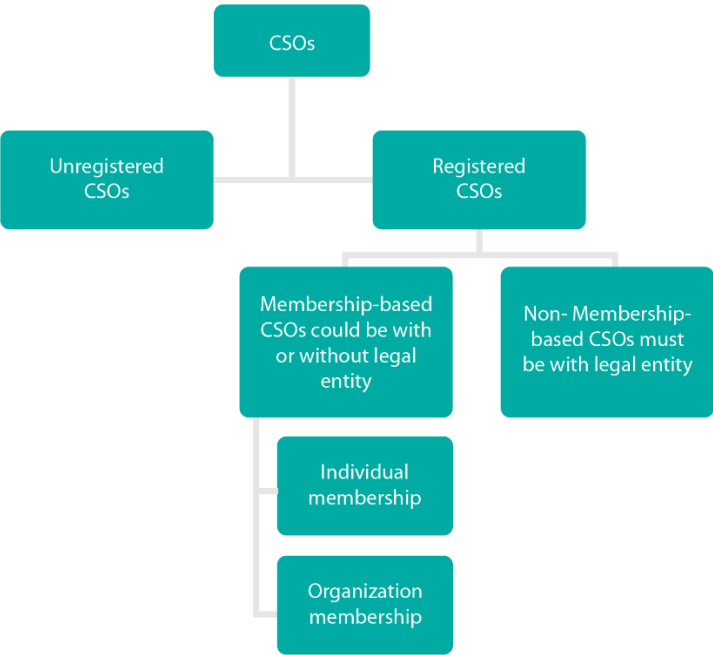 CSOs
Unregistered
CSOs
Registered
CSOs
Membership-based
CSOs could be with
or without legal
entity
Non- Membership-
based CSOs must
be with legal entity
Individual
membership
Organization
membership